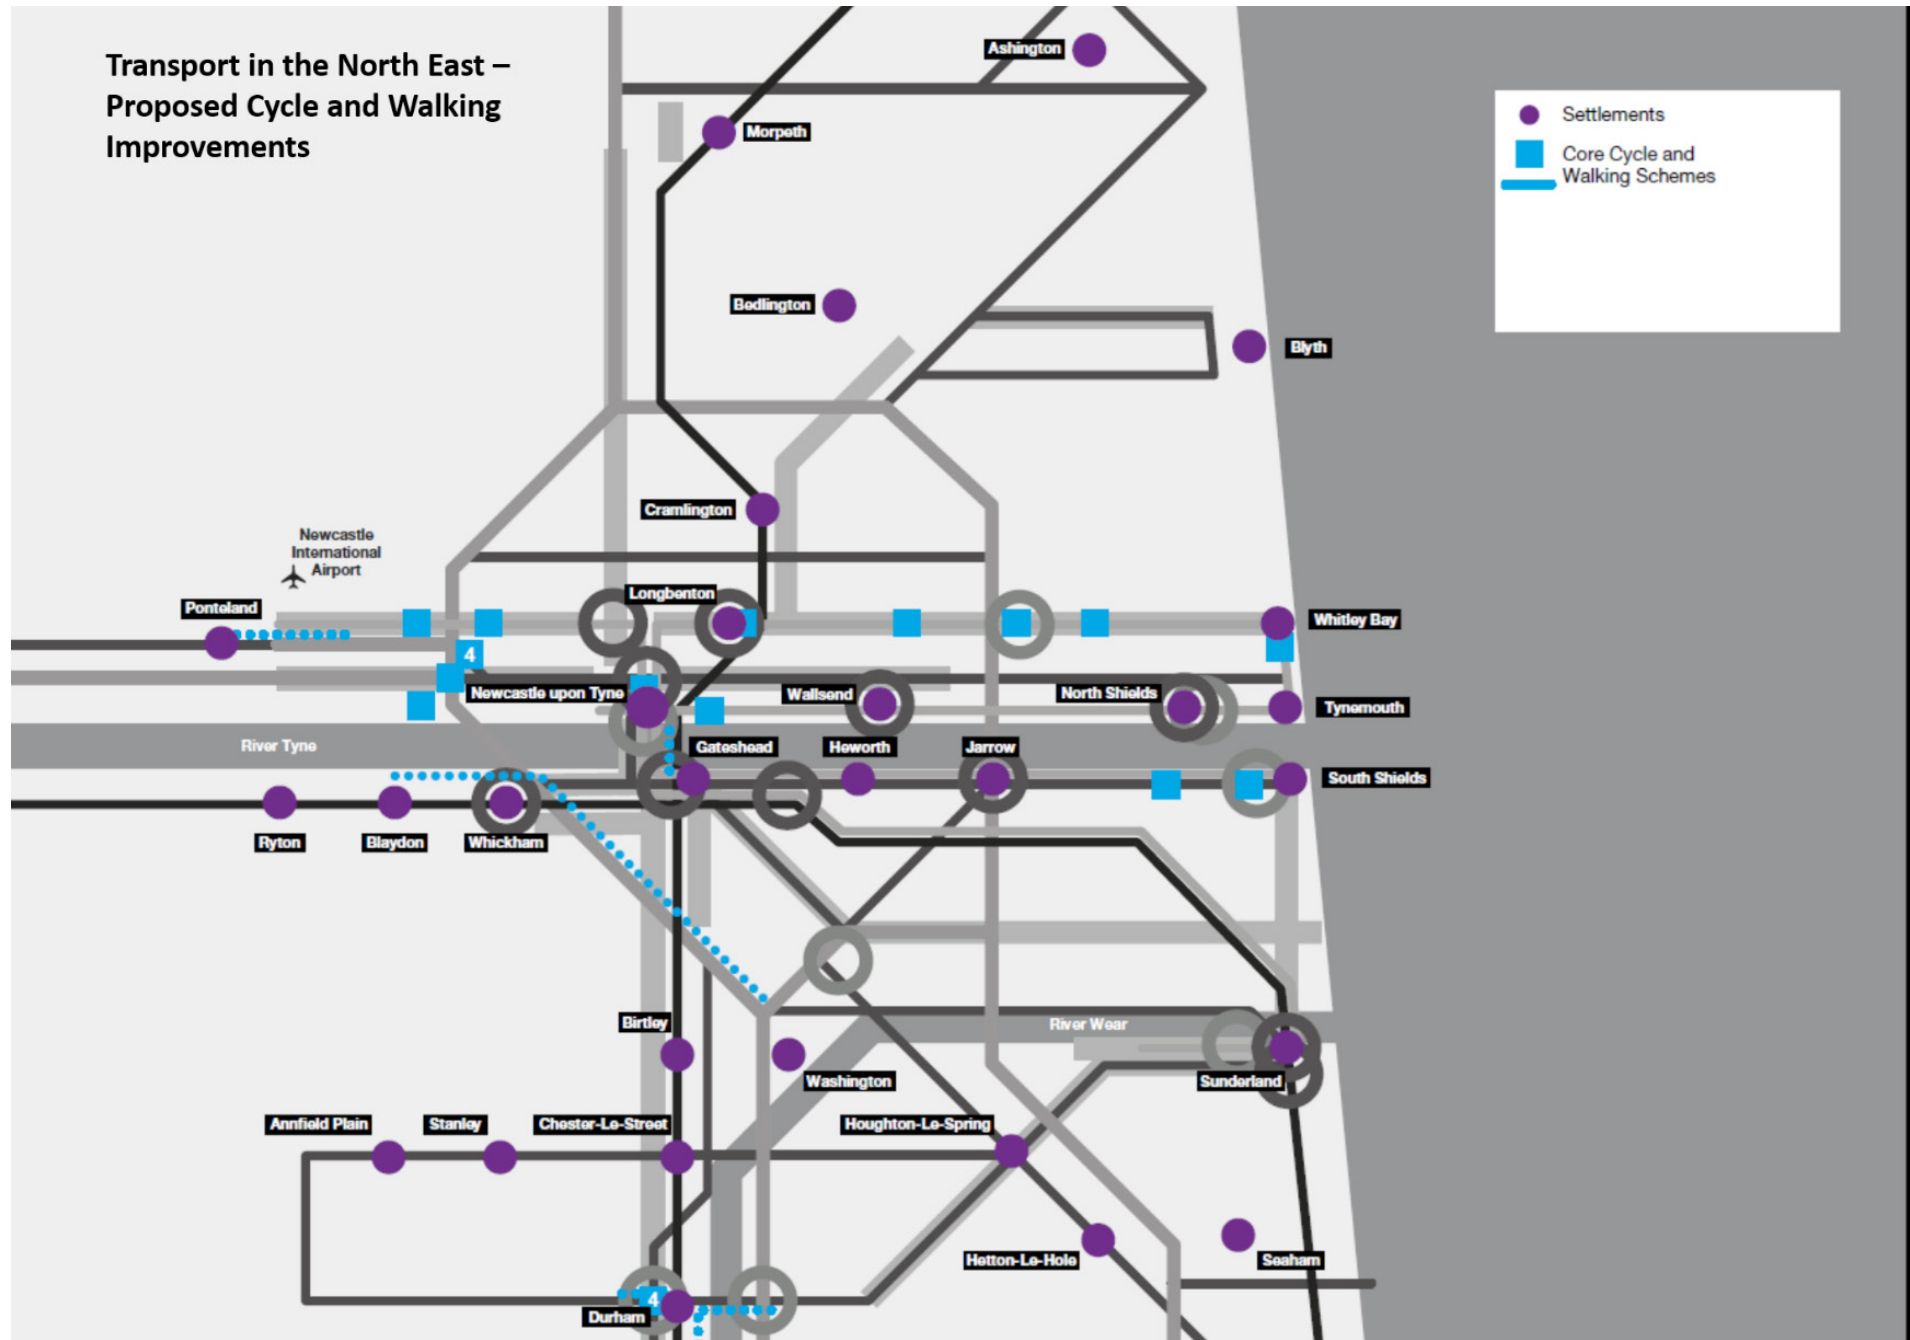 Transport in the North East –
Proposed Cycle and Walking
Improvements
Ashington
Settlements
Core Cycle and
Walking Schemes
Morpeth
Bedlington
Blyth
Cramlington
Newcastle
International
Airport
Longbenton
Ponteland
Whitley Bay
4
Newcastle upon Tyne
Wallsend
North Shields
Tynemouth
River Tyne
Gateshead
Heworth
Jarrow
South Shields
Ryton
Blaydon
Whickham
Birtley
River Wear
Washington
Sunderland
Annfield Plain
Stanley
Chester-Le-Street
Houghton-Le-Spring
Hetton-Le-Hole
Seaham
4
Durham